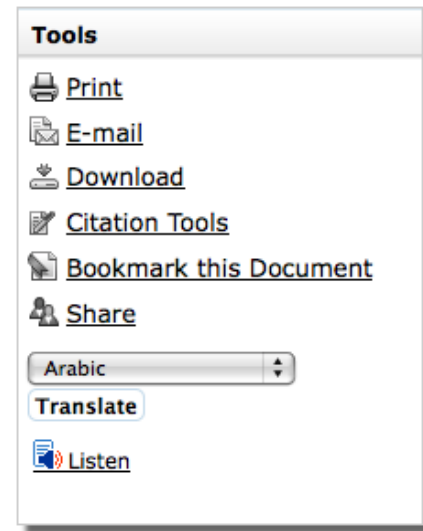 Tools
Print
E-mail
Download
Citation Tools
Bookmark this Document
Share
Arabic
Translate
Listen